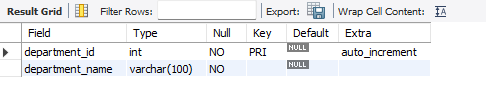 Result Grid Filter Rows: Export: Wrap Cell Content: IA
Field Type Null Key Default Extra
department_id int NO PRI NULL auto_increment
department_name varchar(100) NO NULL